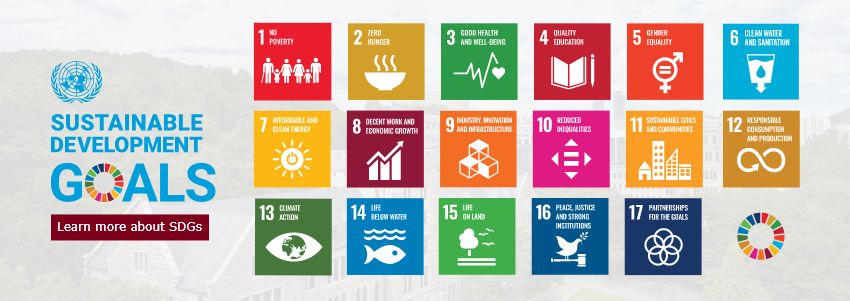 SUSTAINABLE
DEVELOPMENT
GOALS
Learn more about SDGs
1 NO
POVERTY
2 ZERO
HUNGER
3 GOOD HEALTH
AND WELL-BEING
4 QUALITY
EDUCATION
5 GENDER
EQUALITY
6 CLEAN WATER
AND SANITATION
7 AFFORDABLE AND
CLEAN ENERGY
8 DECENT WORK AND
ECONOMIC GROWTH
9 INDUSTRY, INNOVATION
AND INFRASTRUCTURE
10 REDUCED
INEQUALITIES
11 SUSTAINABLE CITIES
AND COMMUNITIES
12 RESPONSIBLE
CONSUMPTION
AND PRODUCTION
13 CLIMATE
ACTION
14 LIFE
BELOW WATER
15 LIFE
ON LAND
16 PEACE, JUSTICE
AND STRONG
INSTITUTIONS
17 PARTNERSHIPS
FOR THE GOALS